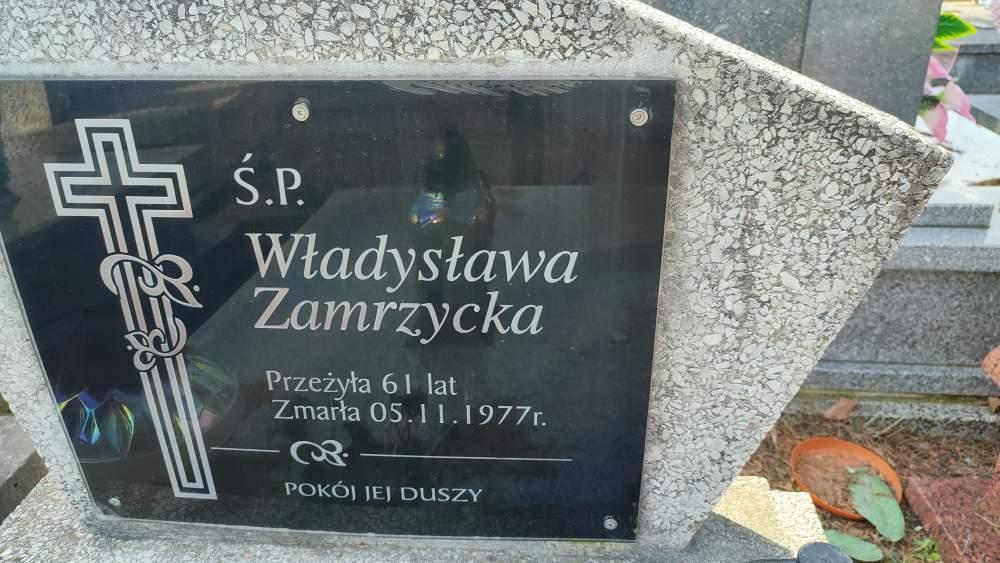 Ś.P.
Władysława
Zamrzycka
Przeżyła 61 lat
Zmarła 05.11.1977r.
POKÓJ JEJ DUSZY